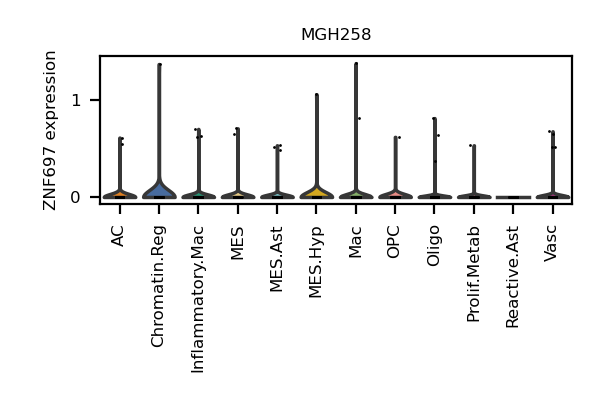 MGH258
ZNF697 expression
1
0
AC
Chromatin.Reg
Inflammatory.Mac
MES
MES.Ast
MES.Hyp
Mac
OPC
Oligo
Prolif.Metab
Reactive.Ast
Vasc